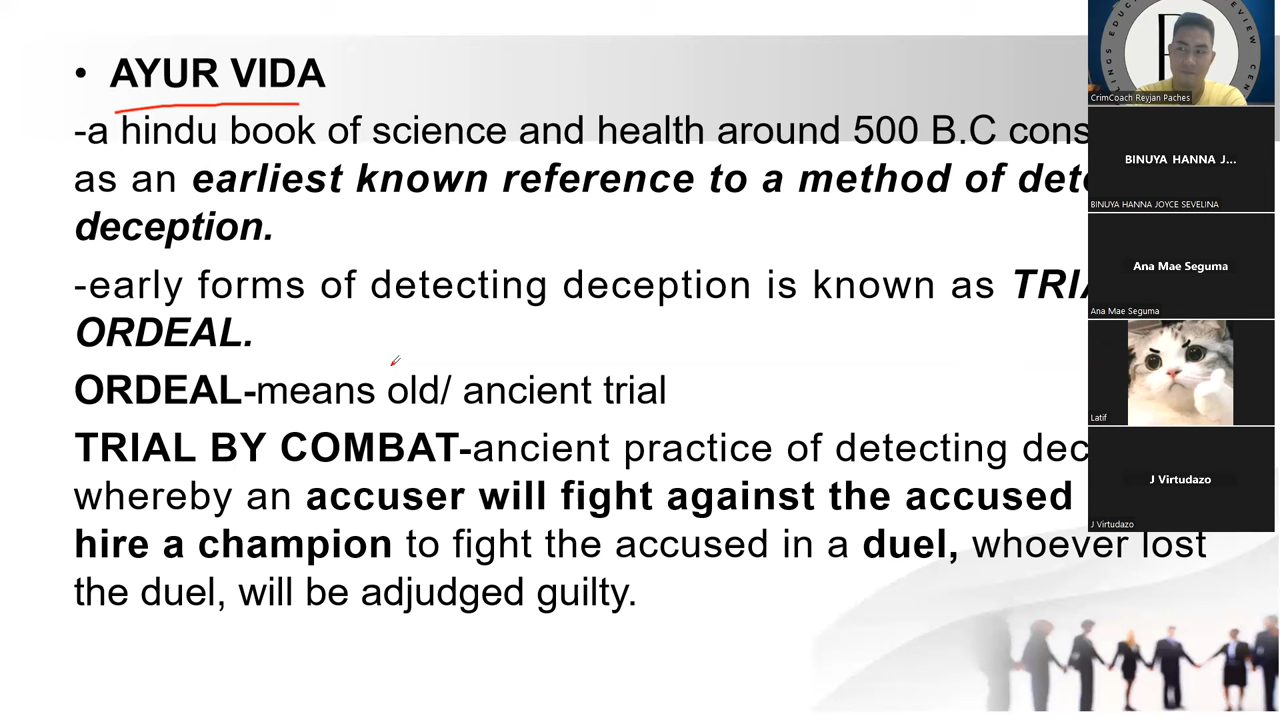 • AYUR VIDA
-a hindu book of science and health around 500 B.C
as an earliest known reference to a method of
deception.
-early forms of detecting deception is known as
ORDEAL.
ORDEAL-means old/ ancient trial
TRIAL BY COMBAT-ancient practice of detecting
whereby an accuser will fight against the accused
hire a champion to fight the accused in a duel, whoever lost
the duel, will be adjudged guilty.
CrimCoach Reyjan Paches
BINUYA HANNA J...
BINUYA HANNA JOYCE SEVELINA
Ana Mae Seguma
Ana Mae Seguma
Latif
J Virtudazo
J Virtudazo